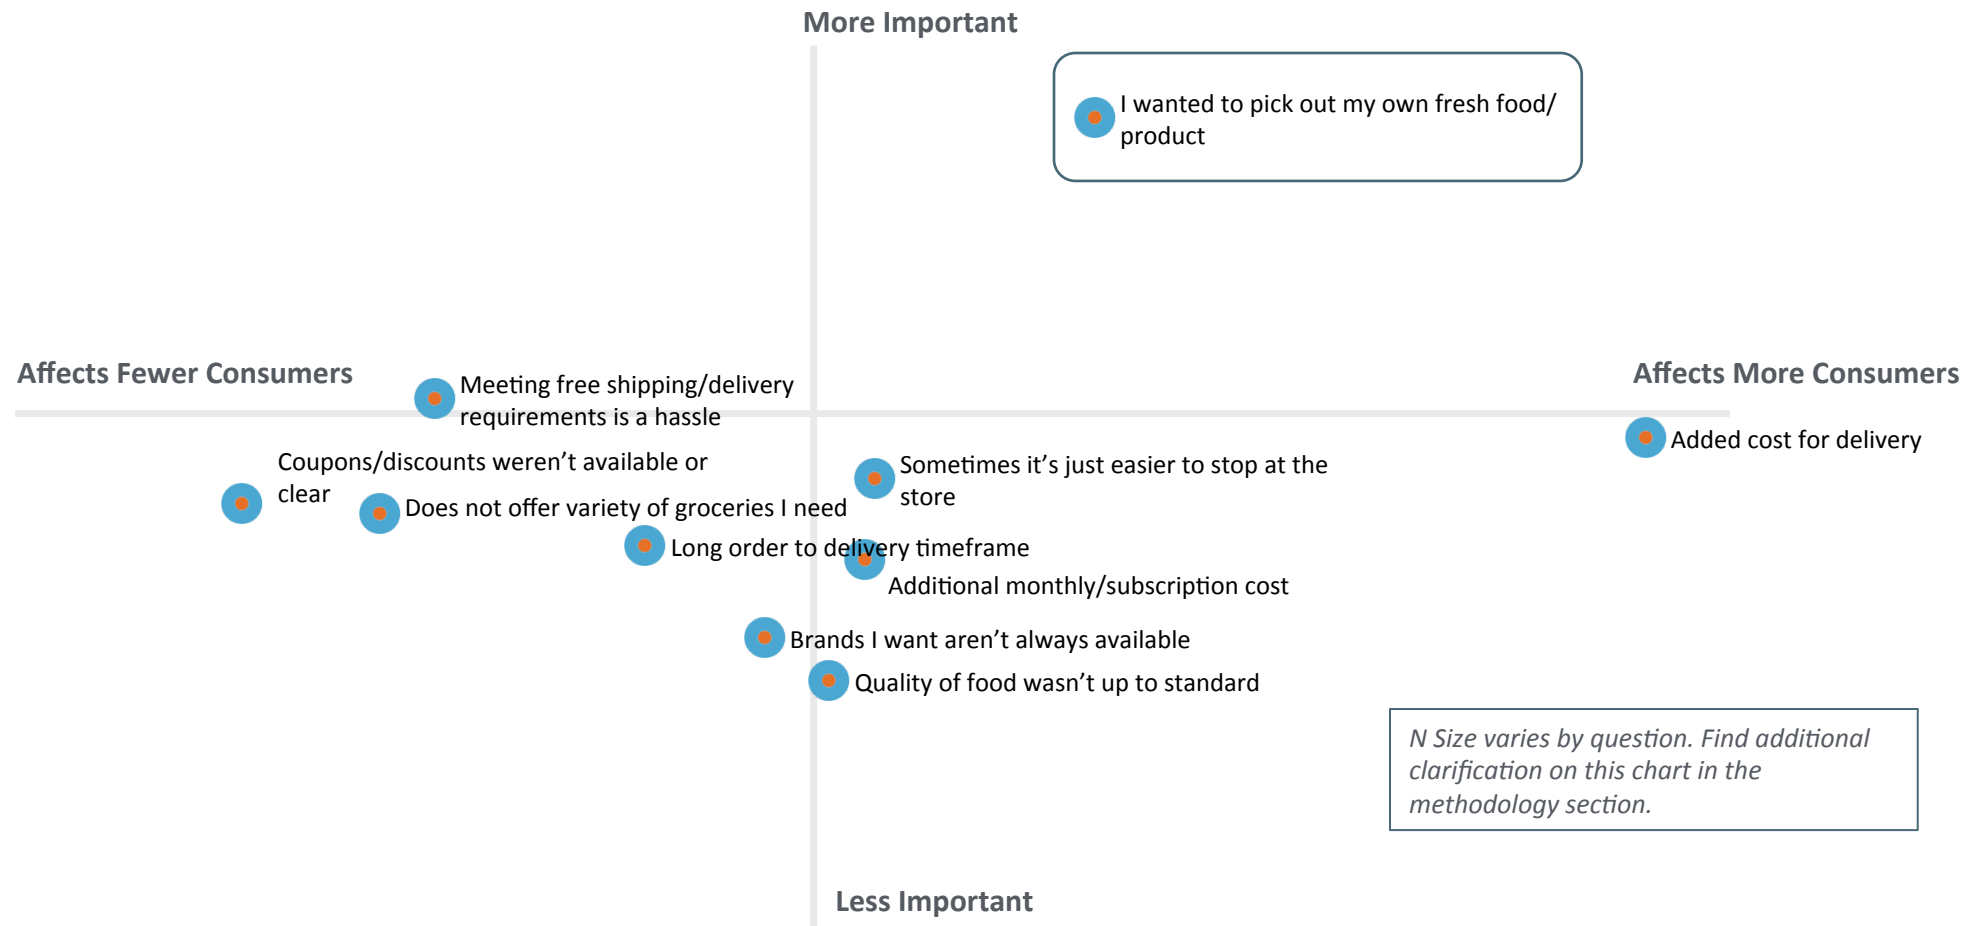 More Important
I wanted to pick out my own fresh food/
product
Affects Fewer Consumers
Affects More Consumers
Meeting free shipping/delivery
requirements is a hassle
Added cost for delivery
Coupons/discounts weren’t available or
clear
Sometimes it’s just easier to stop at the
store
Does not offer variety of groceries I need
Long order to delivery timeframe
Additional monthly/subscription cost
Brands I want aren’t always available
Quality of food wasn’t up to standard
N Size varies by question. Find additional
clarification on this chart in the
methodology section.
Less Important